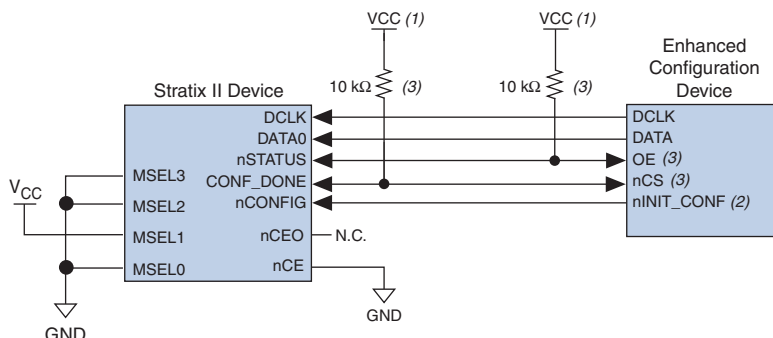 VCC (1)
VCC (1)
Enhanced
Configuration
Device
Stratix II Device
10 kΩ
(3)
10 kΩ
(3)
DCLK
DCLK
DATA0
DATA
nSTATUS
OE (3)
MSEL3
CONF_DONE
nCS (3)
VCC
MSEL2
nCONFIG
nINIT_CONF (2)
MSEL1
nCEO
N.C.
MSEL0
nCE
GND
GND